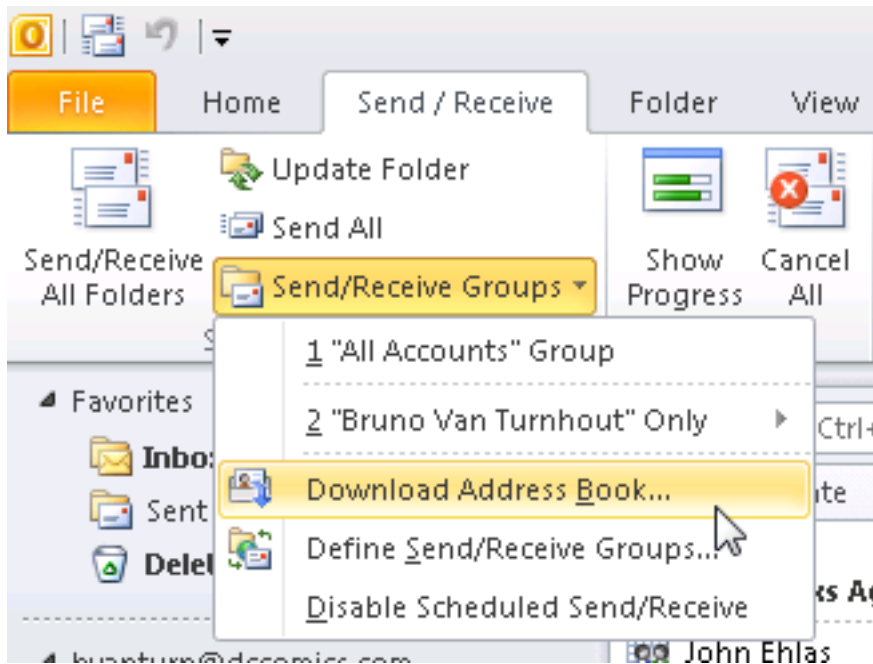 File Home Send / Receive Folder View
Update Folder
Send All
Send/Receive All Folders
Send/Receive Groups
Show Progress
Cancel All
1 "All Accounts" Group
2 "Bruno Van Turnhout" Only
Download Address Book...
Define Send/Receive Groups...
Disable Scheduled Send/Receive
Favorites
Sent
John Ehlas